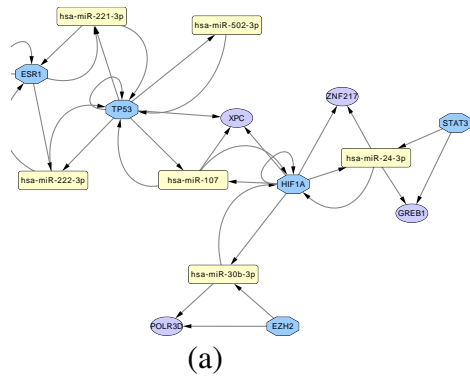 hsa-miR-221-3p
hsa-miR-502-3p
ESR1
TP53
ZNF217
XPC
STAT3
hsa-miR-24-3p
hsa-miR-222-3p
hsa-miR-107
HIF1A
GREB1
hsa-miR-30b-3p
POLR3D
EZH2
(a)